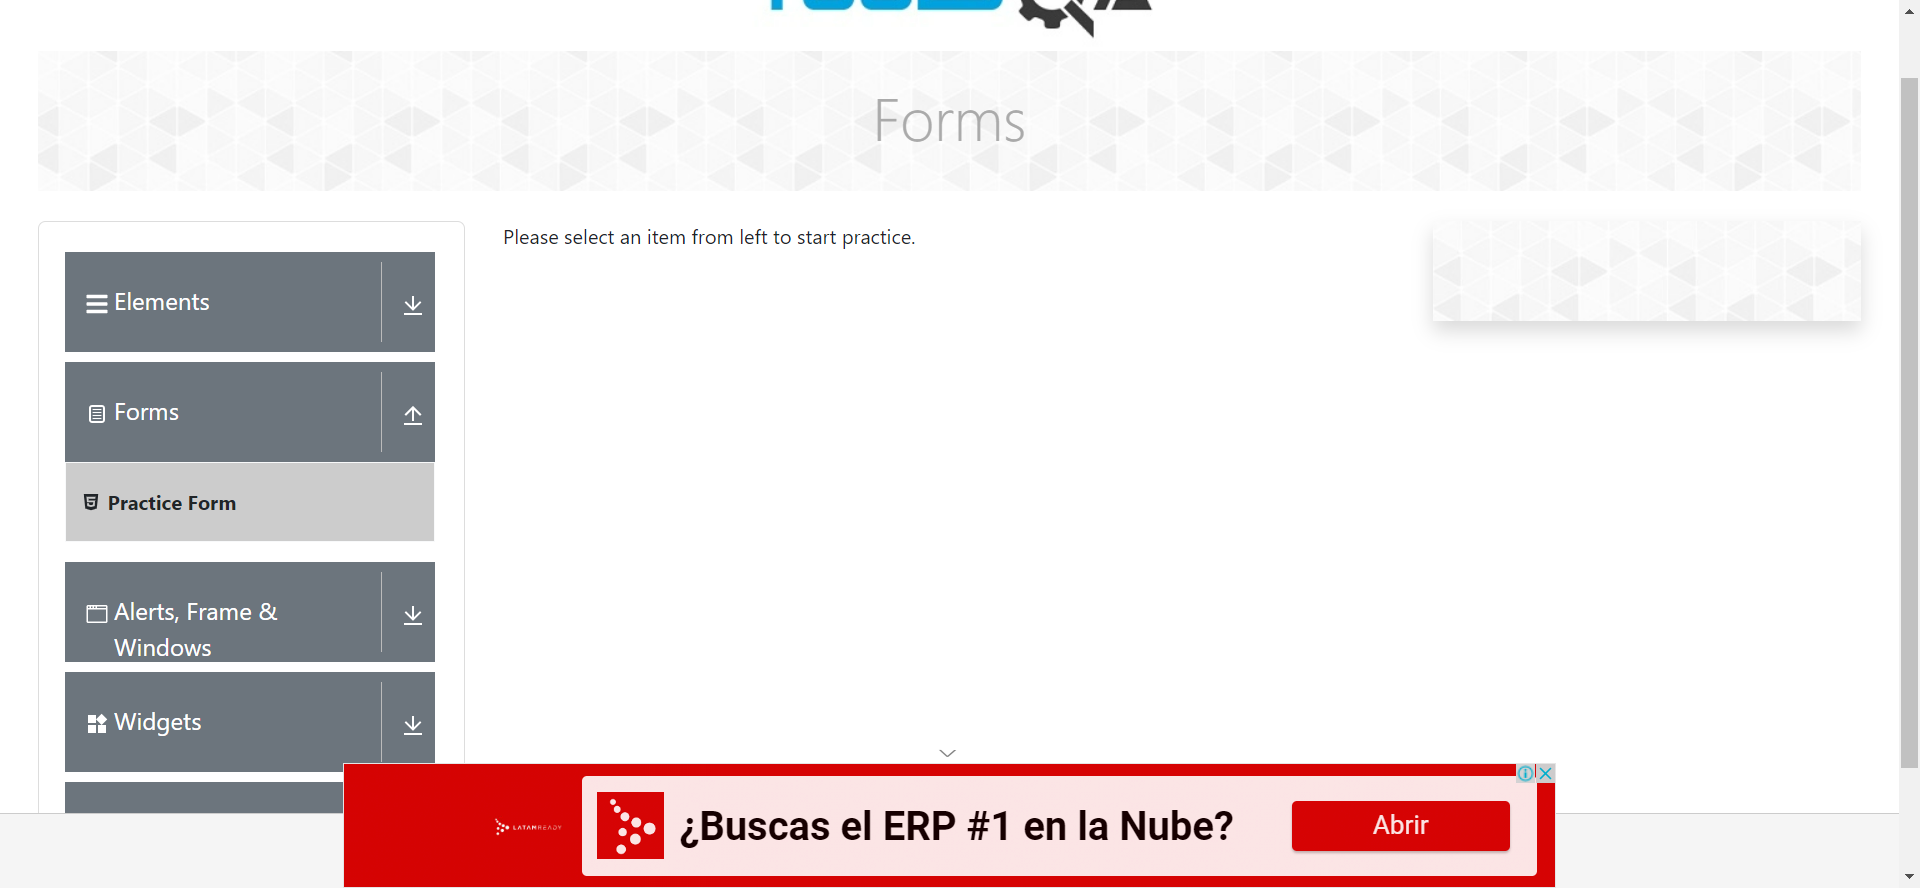 Forms
Please select an item from left to start practice.
Elements
Forms
Practice Form
Alerts, Frame &
Windows
Widgets
LATAMREADY
¿Buscas el ERP #1 en la Nube?
Abrir